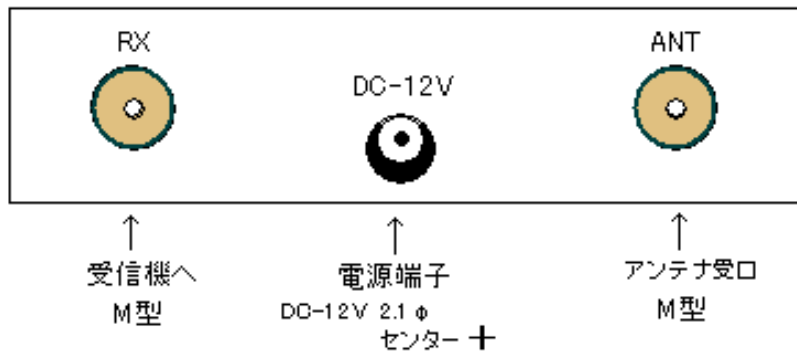 RX
DC-12V
ANT
↑ ↑ ↑
受信機へ 電源端子 アンテナ受口
M型 DC-12V 2.1φ M型
センター＋